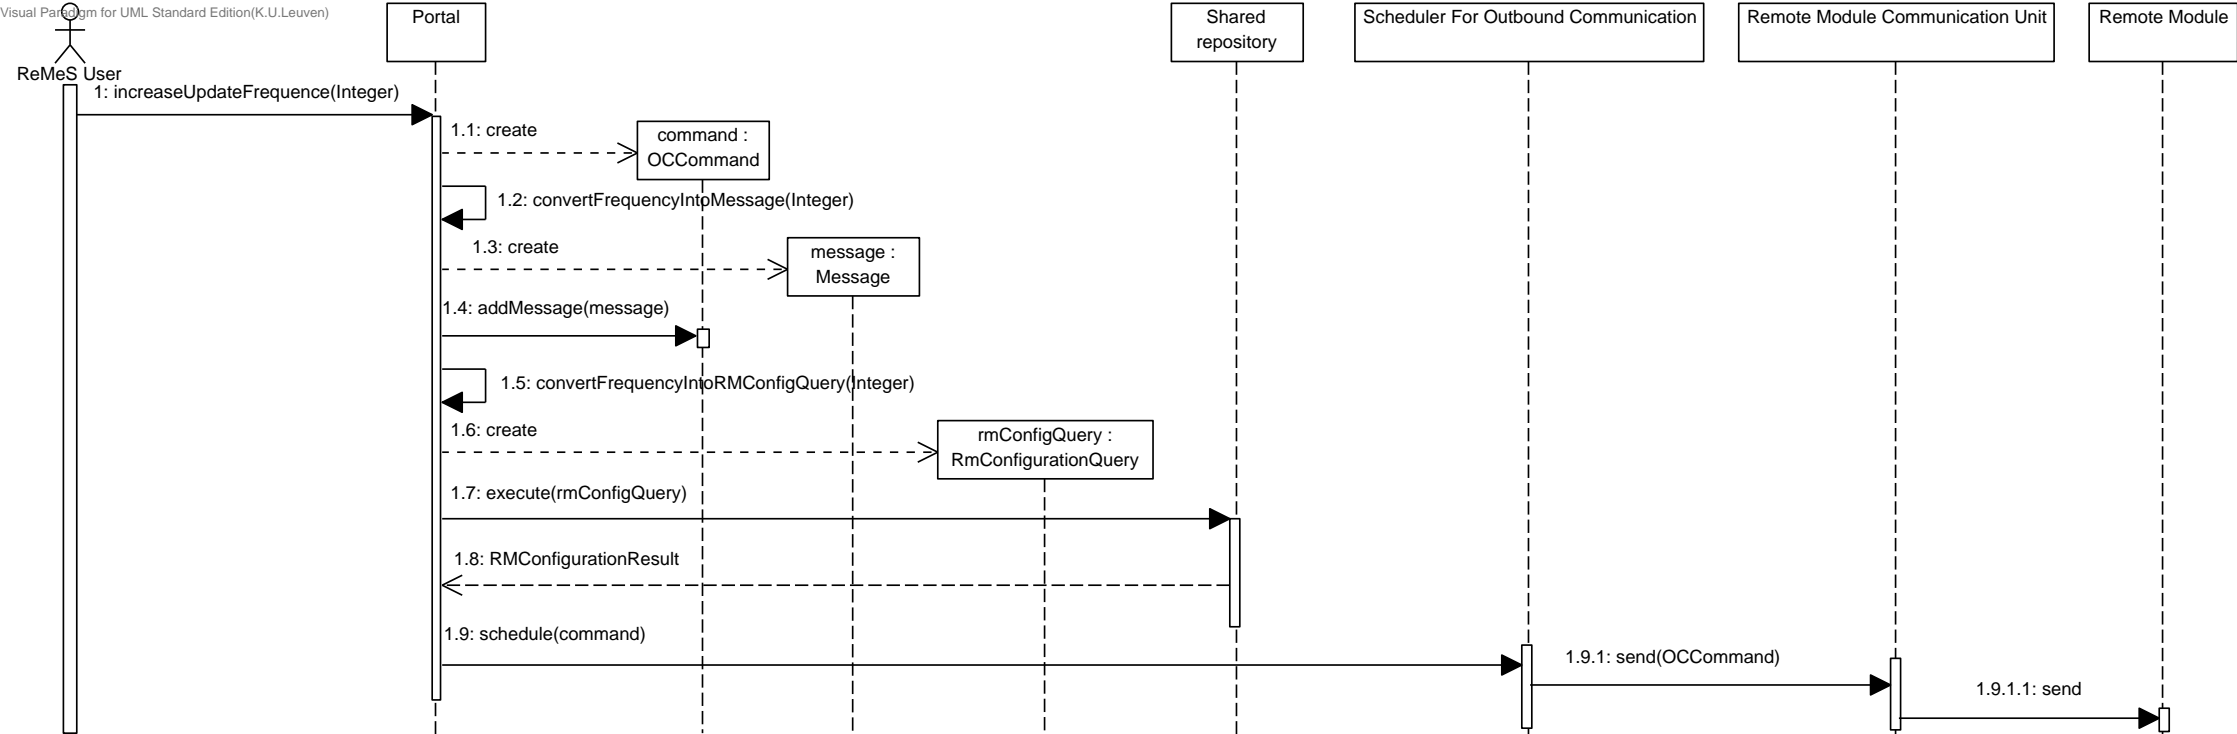 Visual Paradigm for UML Standard Edition(K.U.Leuven)
ReMeS User
Portal
Shared
repository
Scheduler For Outbound Communication
Remote Module Communication Unit
Remote Module
1: increaseUpdateFrequence(Integer)
1.1: create
command :
OCCommand
1.2: convertFrequencyIntoMessage(Integer)
1.3: create
message :
Message
1.4: addMessage(message)
1.5: convertFrequencyIntoRMConfigQuery(Integer)
1.6: create
rmConfigQuery :
RmConfigurationQuery
1.7: execute(rmConfigQuery)
1.8: RMConfigurationResult
1.9: schedule(command)
1.9.1: send(OCCommand)
1.9.1.1: send